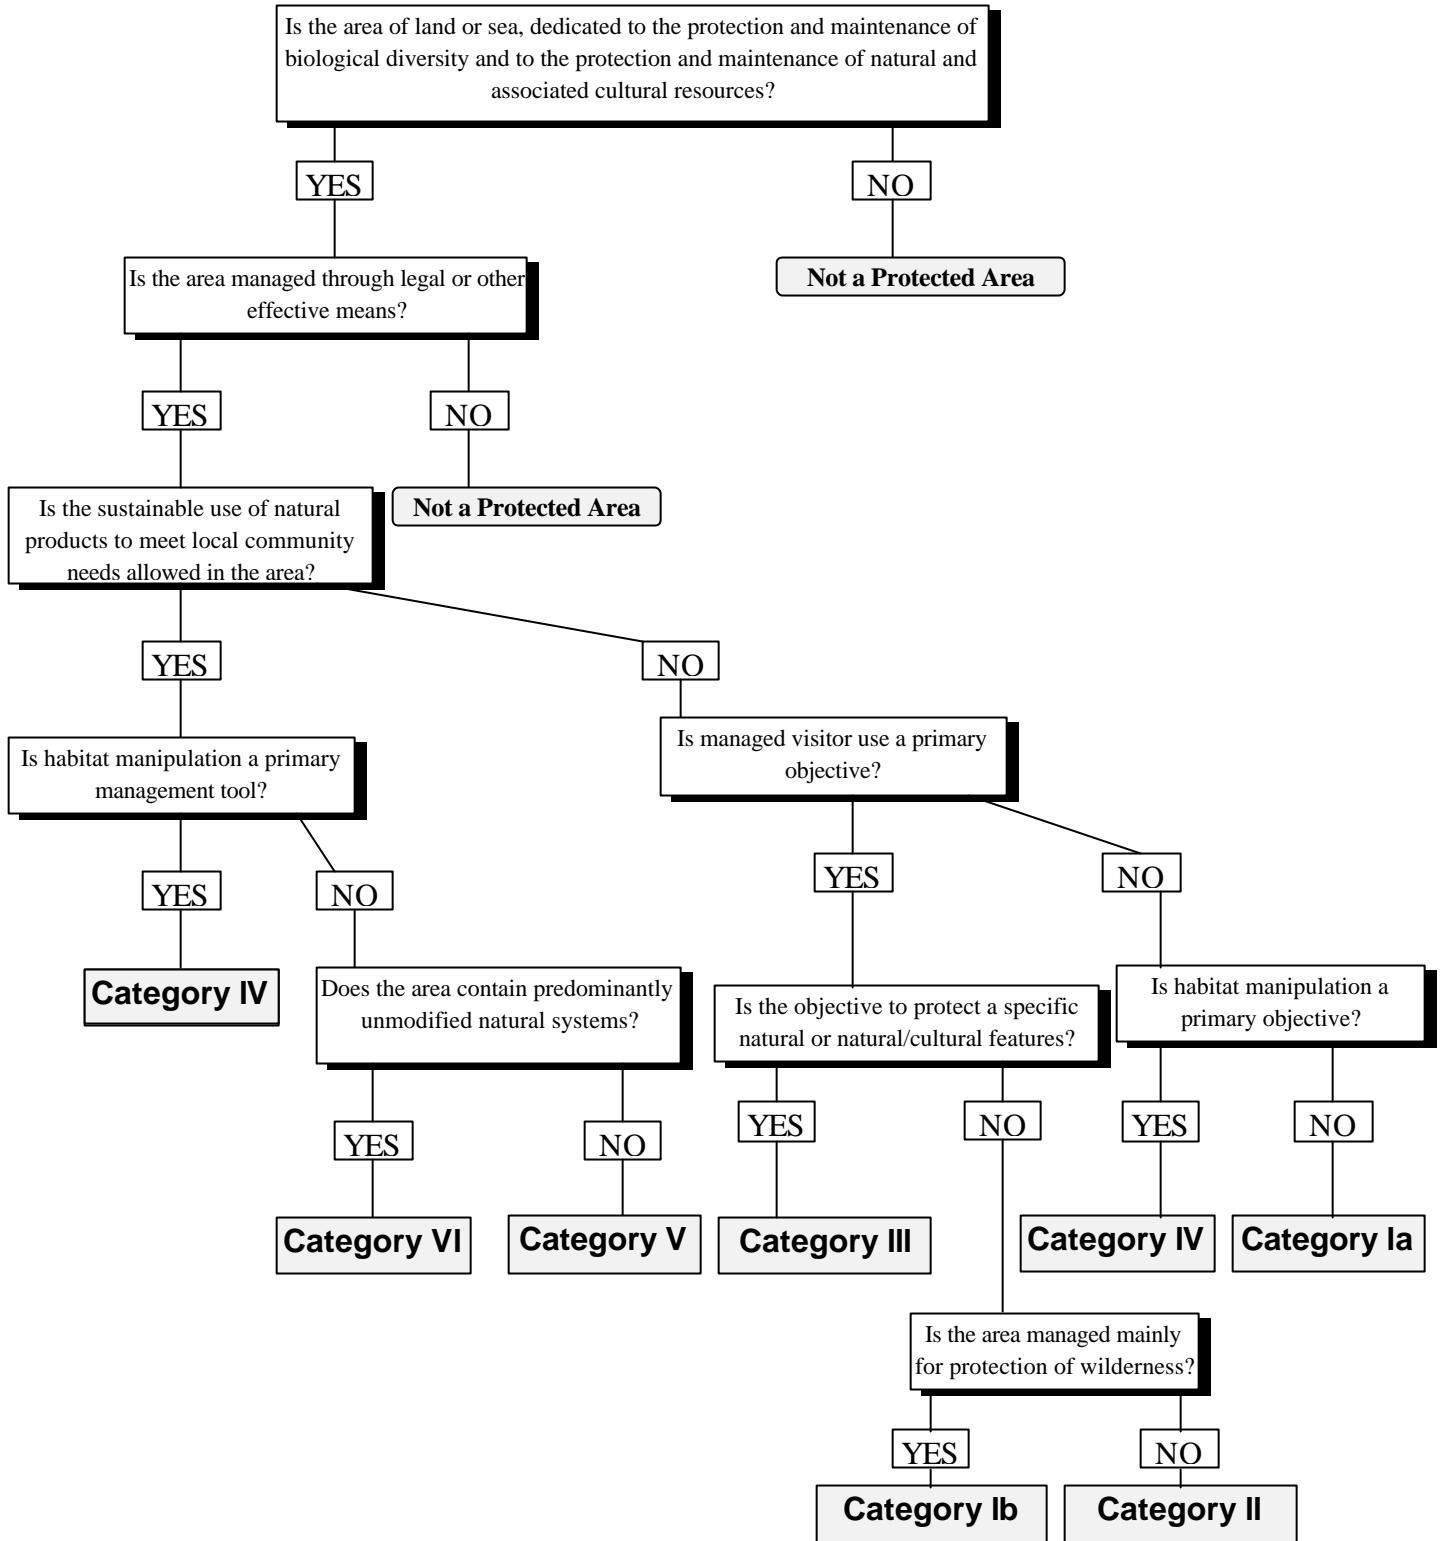 Is the area of land or sea, dedicated to the protection and maintenance of
biological diversity and to the protection and maintenance of natural and
associated cultural resources?
YES
NO
Is the area managed through legal or other
effective means?
Not a Protected Area
YES
NO
Is the sustainable use of natural
products to meet local community
needs allowed in the area?
Not a Protected Area
YES
NO
Is habitat manipulation a primary
management tool?
Is managed visitor use a primary
objective?
YES
NO
YES
NO
Category IV
Does the area contain predominantly
unmodified natural systems?
Is the objective to protect a specific
natural or natural/cultural features?
Is habitat manipulation a
primary objective?
YES
NO
YES
NO
YES
NO
Category VI
Category V
Category III
Category IV
Category Ia
Is the area managed mainly
for protection of wilderness?
YES
NO
Category Ib
Category II